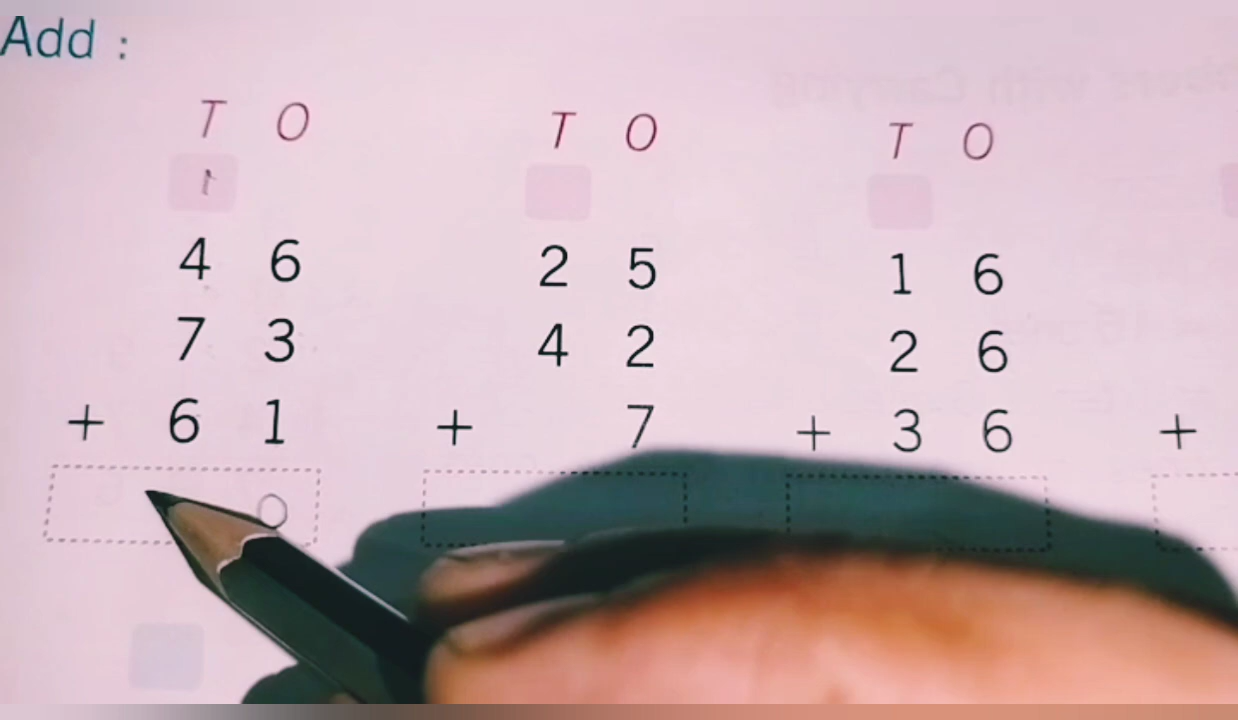 Add :
T O T O T O
1
4 6 2 5 1 6
7 3 4 2 2 6
+ 6 1 + 7 + 3 6 +
0